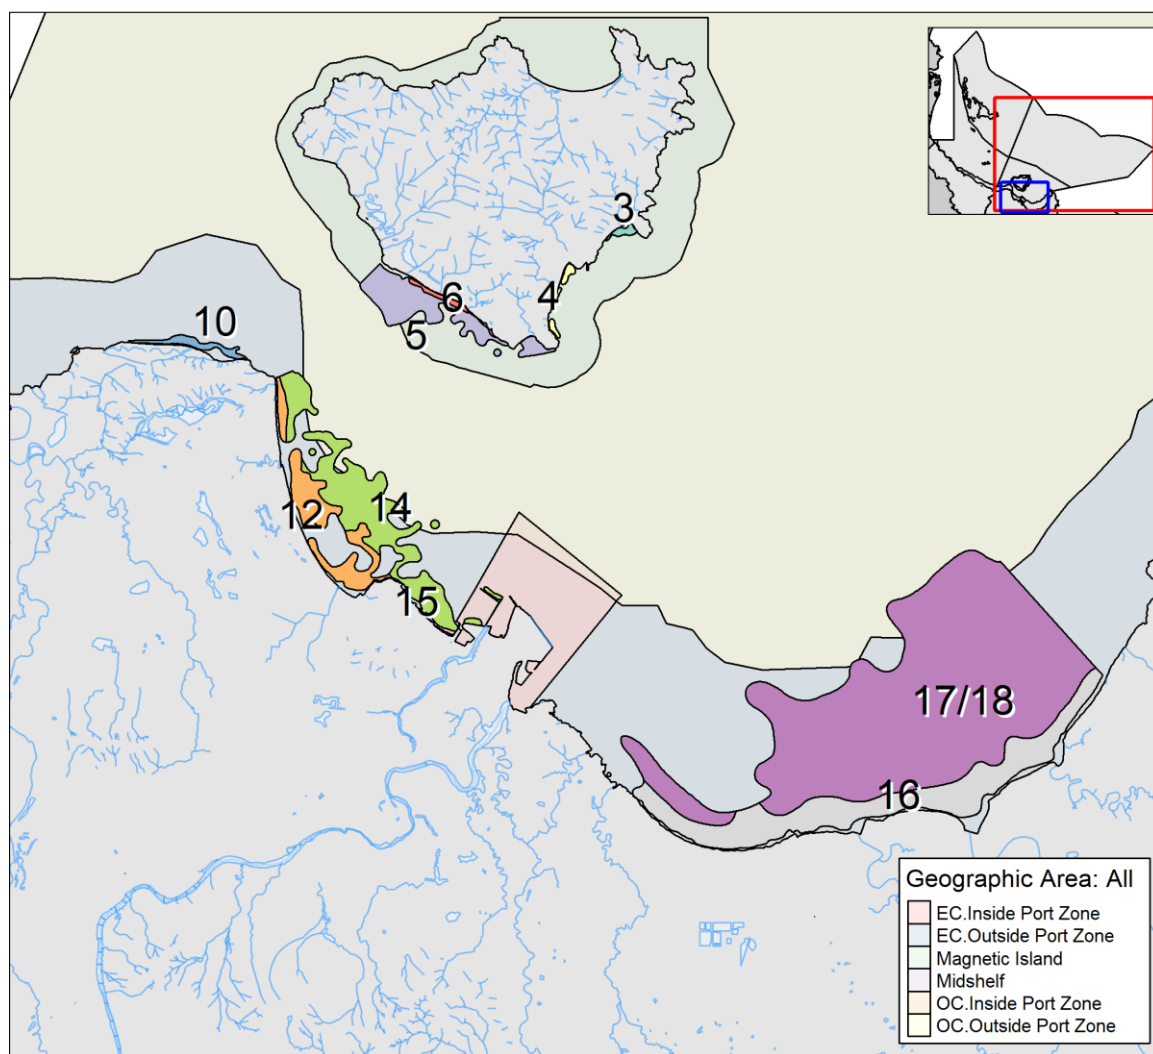 3
6
4
5
10
14
12
15
17/18
16
Geographic Area: All
EC.Inside Port Zone
EC.Outside Port Zone
Magnetic Island
Midshelf
OC.Inside Port Zone
OC.Outside Port Zone